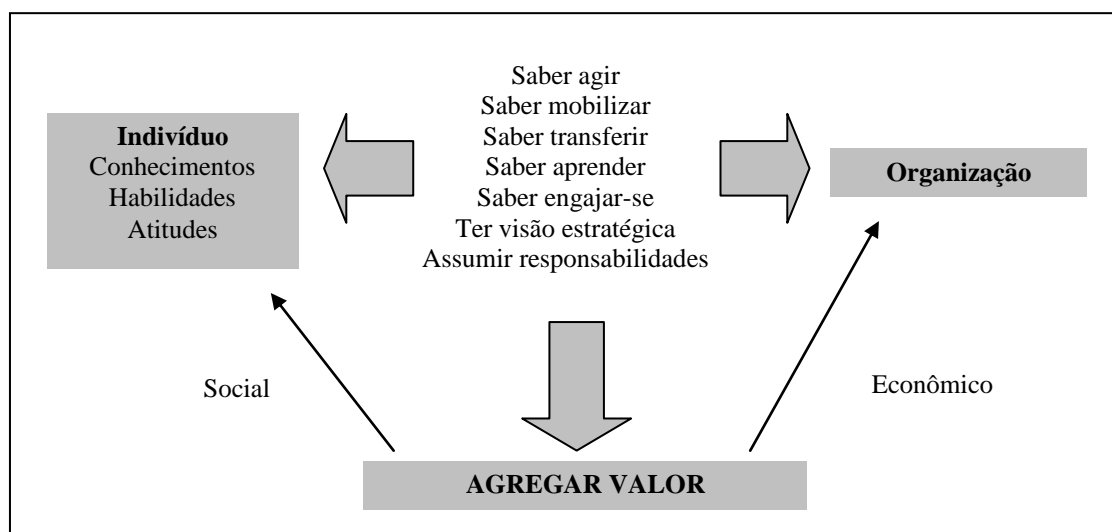 Saber agir
Saber mobilizar
Saber transferir
Saber aprender
Saber engajar-se
Ter visão estratégica
Assumir responsabilidades
Indivíduo
Conhecimentos
Habilidades
Atitudes
Organização
Social
Econômico
AGREGAR VALOR